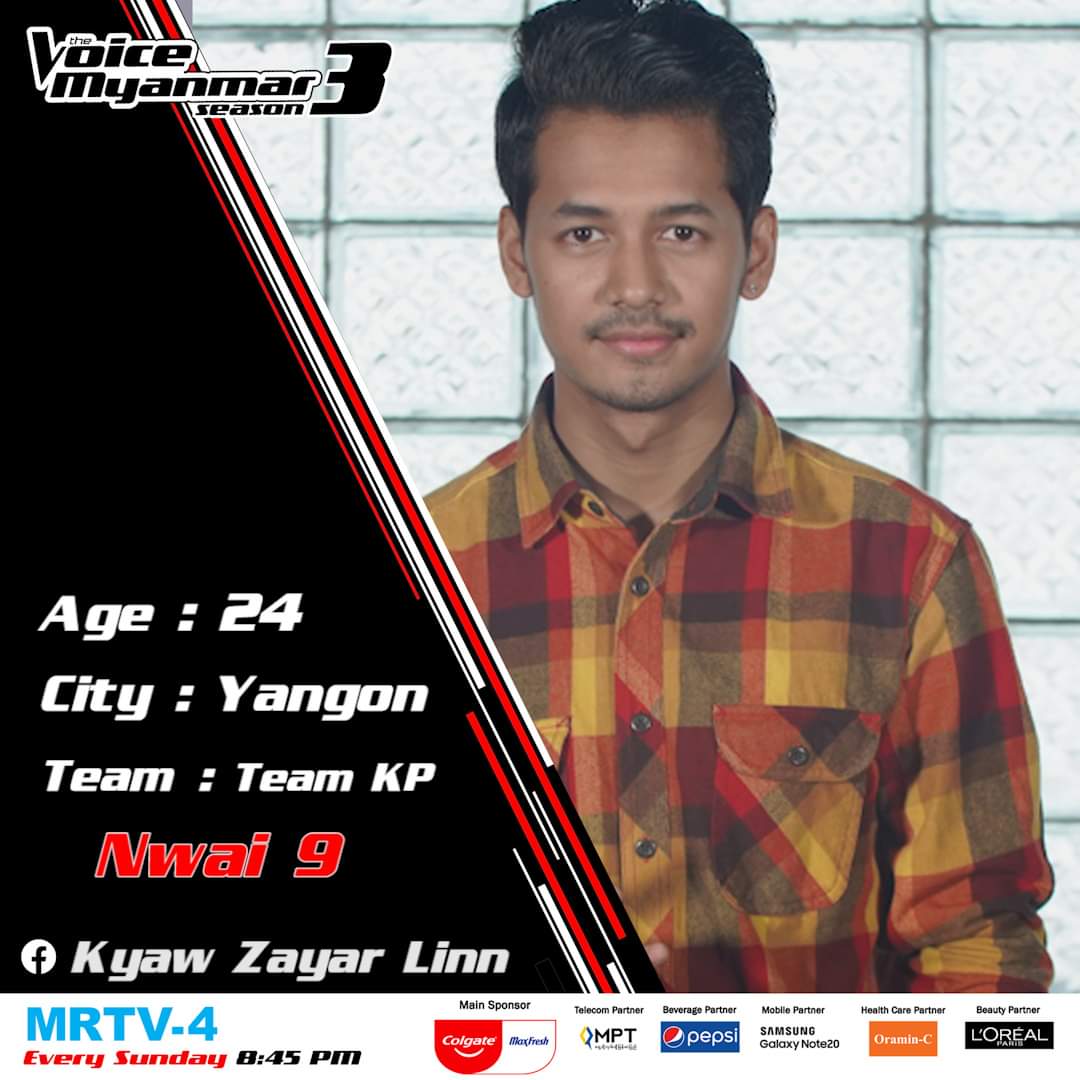 the
Voice
Myanmar
season 3
Age : 24
City : Yangon
Team : Team KP
Nwai 9
Kyaw Zayar Linn
MRTV-4
Every Sunday 8:45 PM
Main Sponsor
Colgate MaxFresh
Telecom Partner
MPT
Beverage Partner
pepsi
Mobile Partner
SAMSUNG
Galaxy Note20
Health Care Partner
Oramin-C
Beauty Partner
L'ORÉAL
PARIS